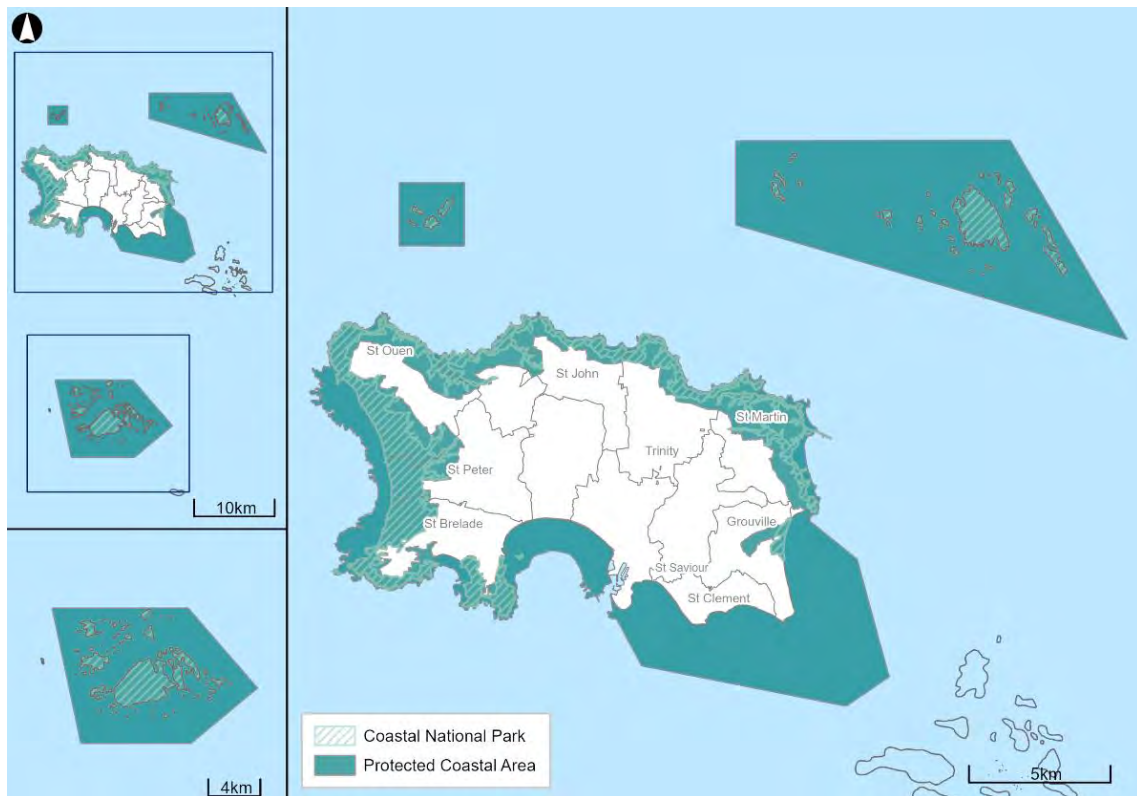 10km
4km
St Ouen
St John
St Martin
Trinity
St Peter
St Brelade
Grouville
St Saviour
St Clement
Coastal National Park
Protected Coastal Area
5km